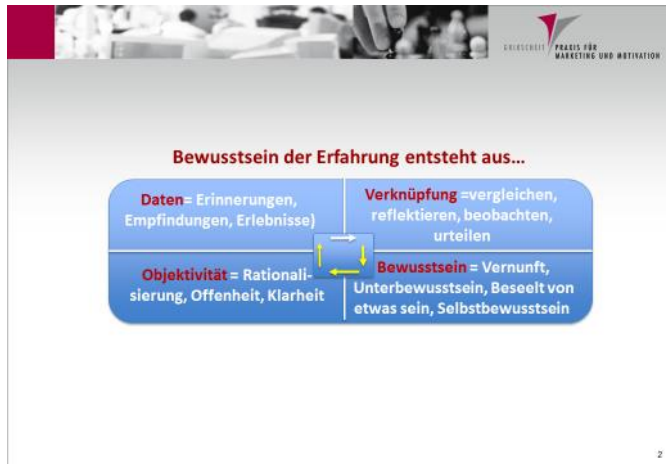 PRAXIS FÜR
MARKETING UND MOTIVATION
Bewusstsein der Erfahrung entsteht aus...
Daten= Erinnerungen,
Empfindungen, Erlebnisse)
Verknüpfung =vergleichen,
reflektieren, beobachten,
urteilen
Objektivität = Rationali-
sierung, Offenheit, Klarheit
Bewusstsein = Vernunft,
Unterbewusstsein, Beseelt von
etwas sein, Selbstbewusstsein
2